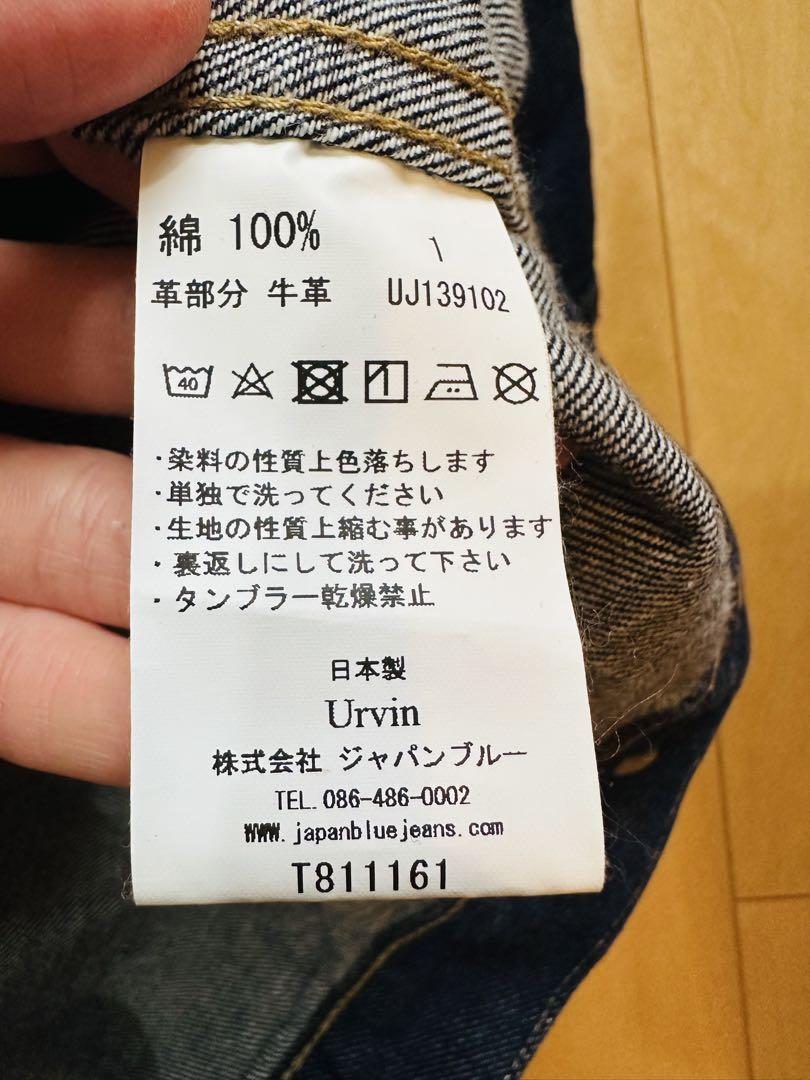 綿 100%
1
革部分 牛革 UJ139102
40
・染料の性質上色落ちします
・単独で洗ってください
・生地の性質上縮む事があります
・裏返しにして洗って下さい
・タンブラー乾燥禁止
日本製
Urvin
株式会社 ジャパンブルー
TEL. 086-486-0002
WWW.japanbluejeans.com
T811161